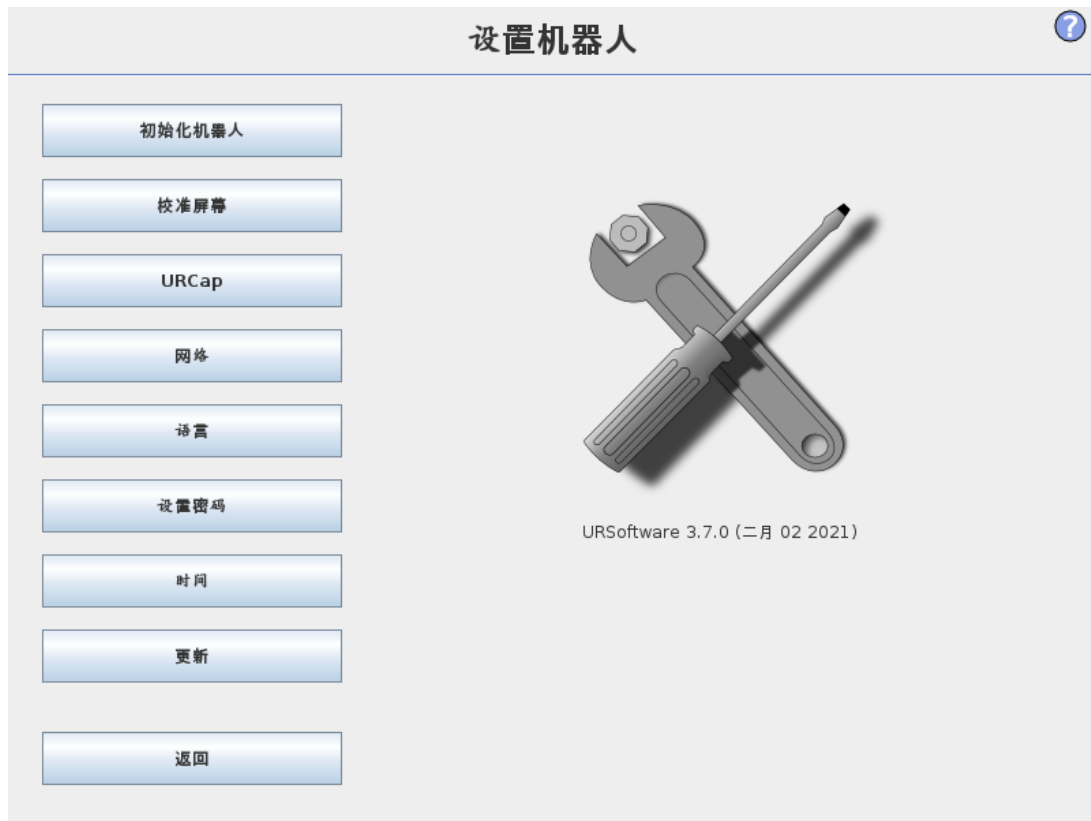 设置机器人
?
初始化机器人
校准屏幕
URCap
网络
语言
设置密码
时间
更新
返回
URSoftware 3.7.0 (二月 02 2021)